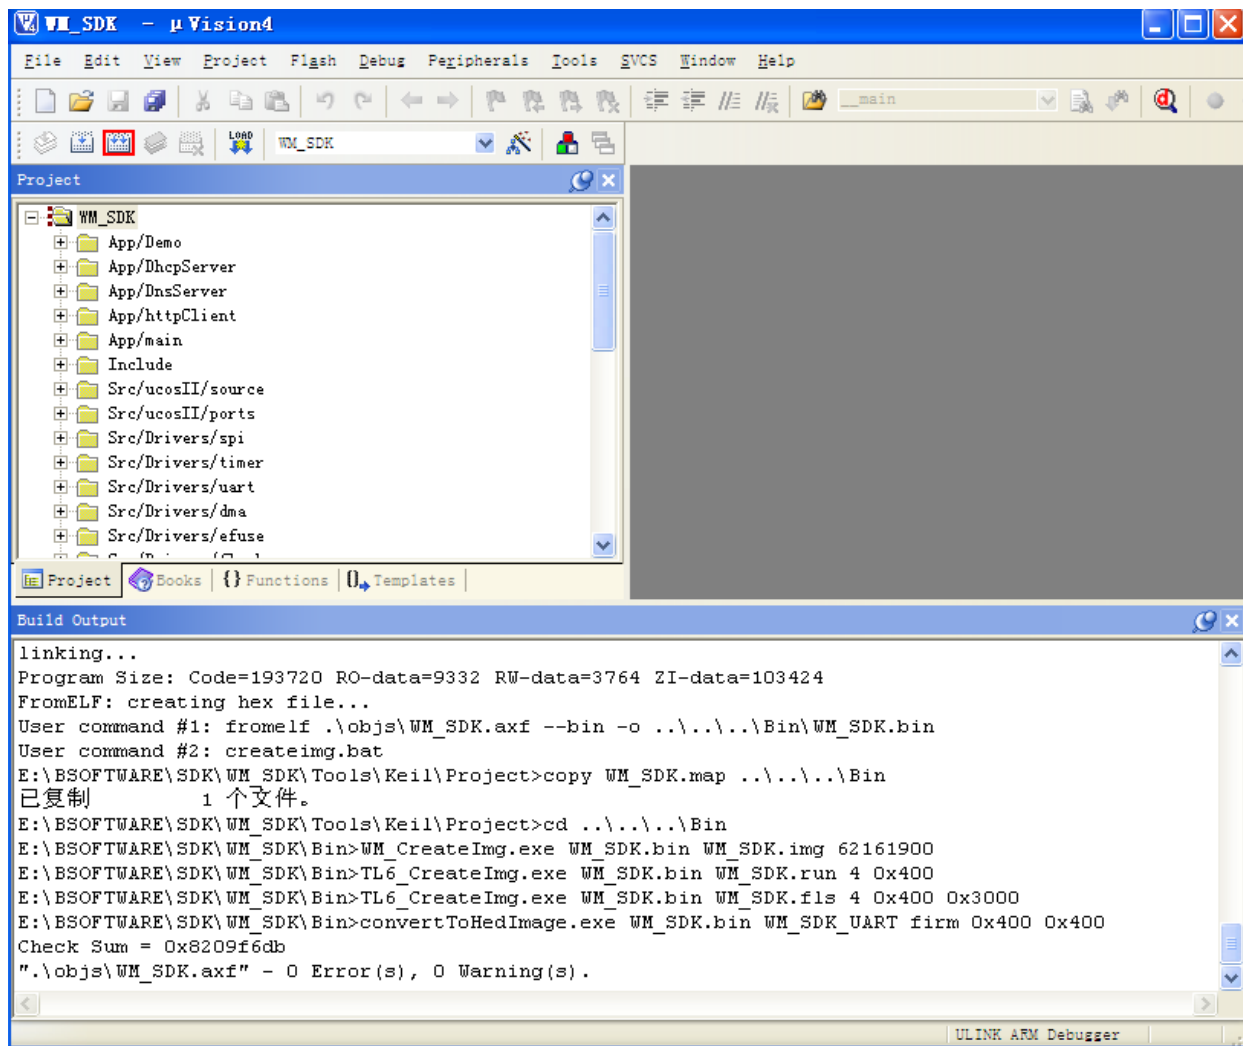 WM_SDK - µVision4
File Edit View Project Flash Debug Peripherals Tools SVCS Window Help
__main
LOAD WM_SDK
Project
WM_SDK
App/Demo
App/DhcpServer
App/DnsServer
App/httpClient
App/main
Include
Src/ucosII/source
Src/ucosII/ports
Src/Drivers/spi
Src/Drivers/timer
Src/Drivers/uart
Src/Drivers/dma
Src/Drivers/efuse
Project Books {} Functions Templates
Build Output
linking...
Program Size: Code=193720 RO-data=9332 RW-data=3764 ZI-data=103424
FromELF: creating hex file...
User command #1: fromelf .\objs\WM_SDK.axf --bin -o ..\..\..\Bin\WM_SDK.bin
User command #2: createimg.bat
E:\BSOFTWARE\SDK\WM_SDK\Tools\Keil\Project>copy WM_SDK.map ..\..\..\Bin
已复制 1 个文件。
E:\BSOFTWARE\SDK\WM_SDK\Tools\Keil\Project>cd ..\..\..\Bin
E:\BSOFTWARE\SDK\WM_SDK\Bin>WM_CreateImg.exe WM_SDK.bin WM_SDK.img 62161900
E:\BSOFTWARE\SDK\WM_SDK\Bin>TL6_CreateImg.exe WM_SDK.bin WM_SDK.run 4 0x400
E:\BSOFTWARE\SDK\WM_SDK\Bin>TL6_CreateImg.exe WM_SDK.bin WM_SDK.fls 4 0x400 0x3000
E:\BSOFTWARE\SDK\WM_SDK\Bin>convertToHedImage.exe WM_SDK.bin WM_SDK_UART firm 0x400 0x400
Check Sum = 0x8209f6db
".\objs\WM_SDK.axf" - 0 Error(s), 0 Warning(s).
ULINK ARM Debugger